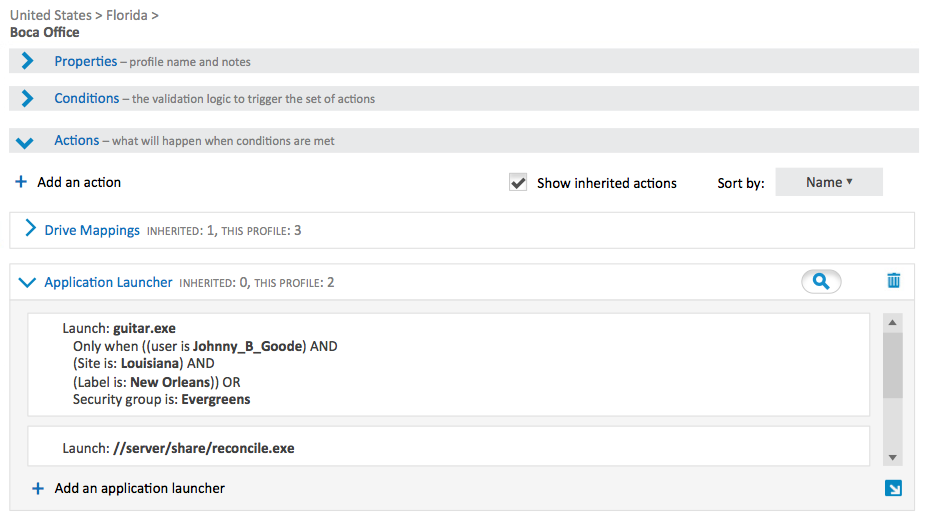 United States > Florida >
Boca Office
Properties – profile name and notes
Conditions – the validation logic to trigger the set of actions
Actions – what will happen when conditions are met
+ Add an action
Show inherited actions
Sort by:
Name ▾
Drive Mappings INHERITED: 1, THIS PROFILE: 3
Application Launcher INHERITED: 0, THIS PROFILE: 2
Launch: guitar.exe
Only when ((user is Johnny_B_Goode) AND
(Site is: Louisiana) AND
(Label is: New Orleans)) OR
Security group is: Evergreens
Launch: //server/share/reconcile.exe
+ Add an application launcher